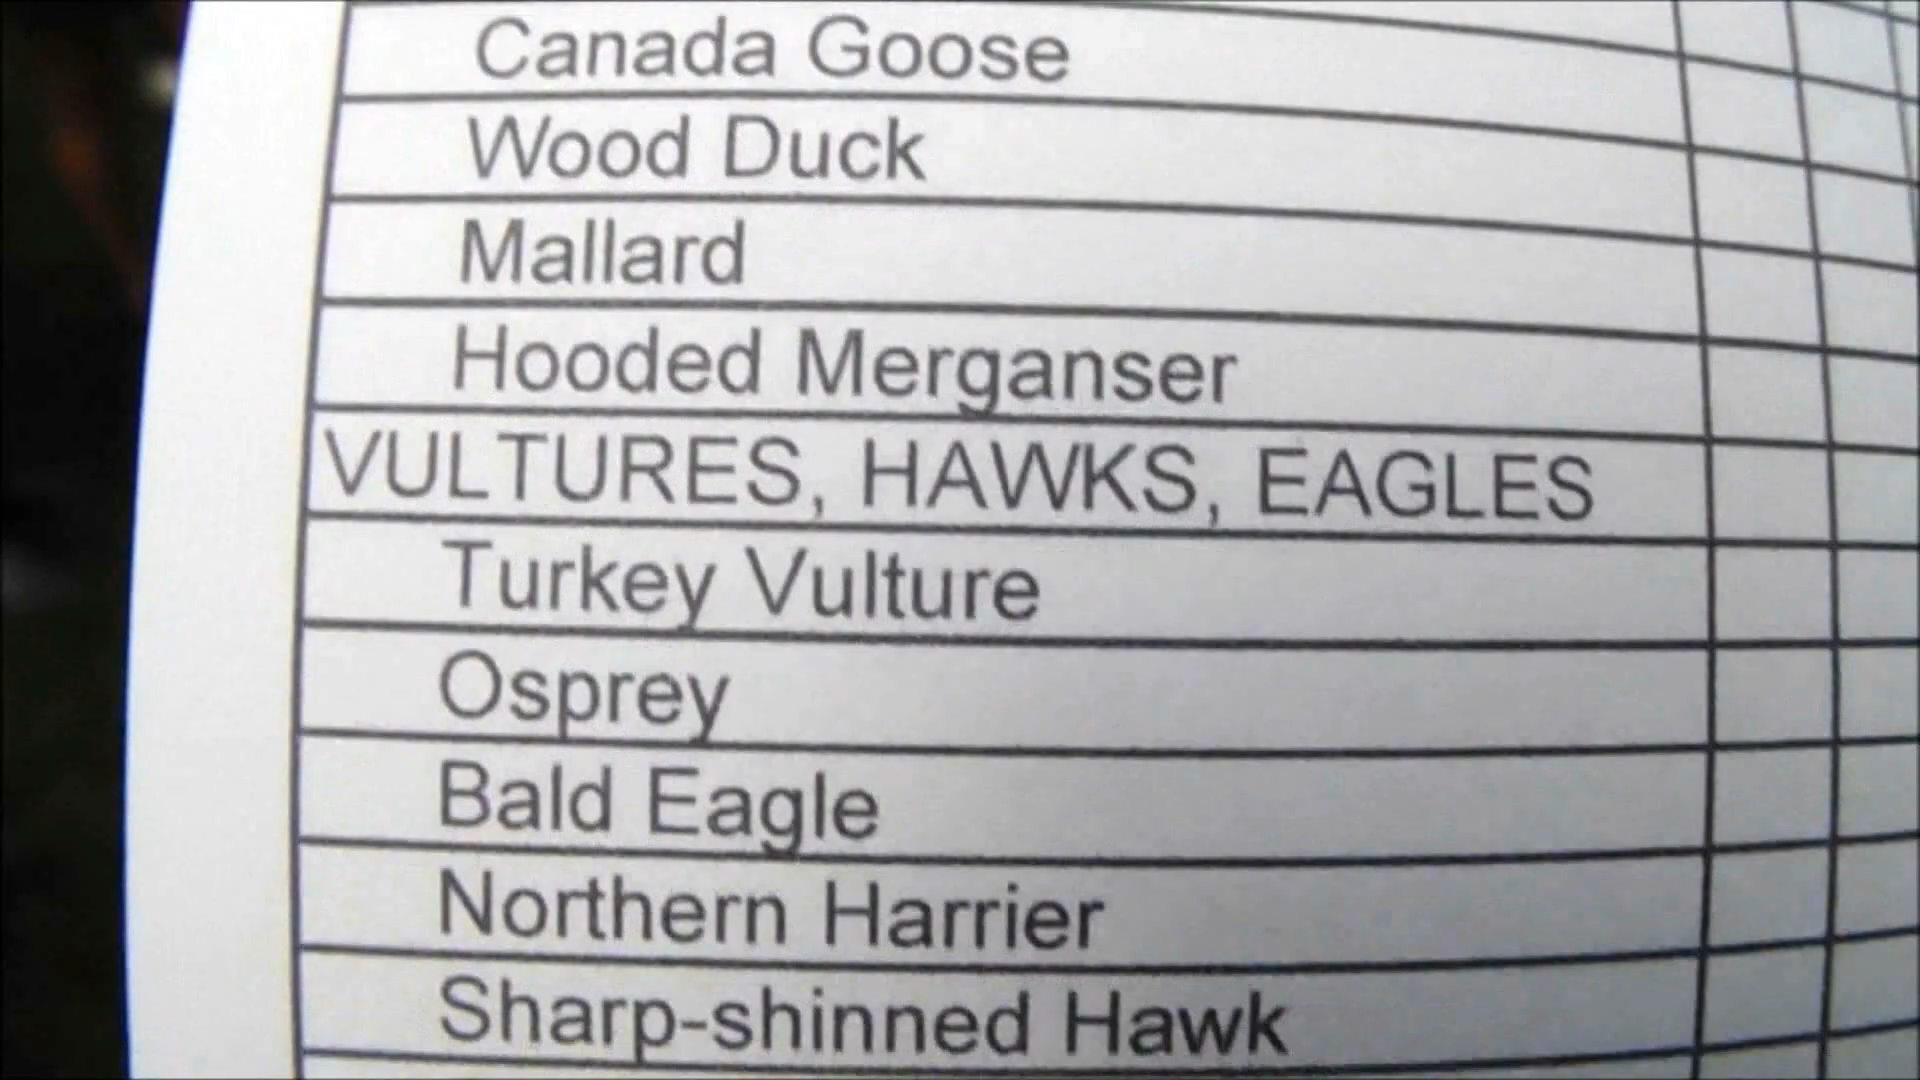 Canada Goose
Wood Duck
Mallard
Hooded Merganser
VULTURES, HAWKS, EAGLES
Turkey Vulture
Osprey
Bald Eagle
Northern Harrier
Sharp-shinned Hawk